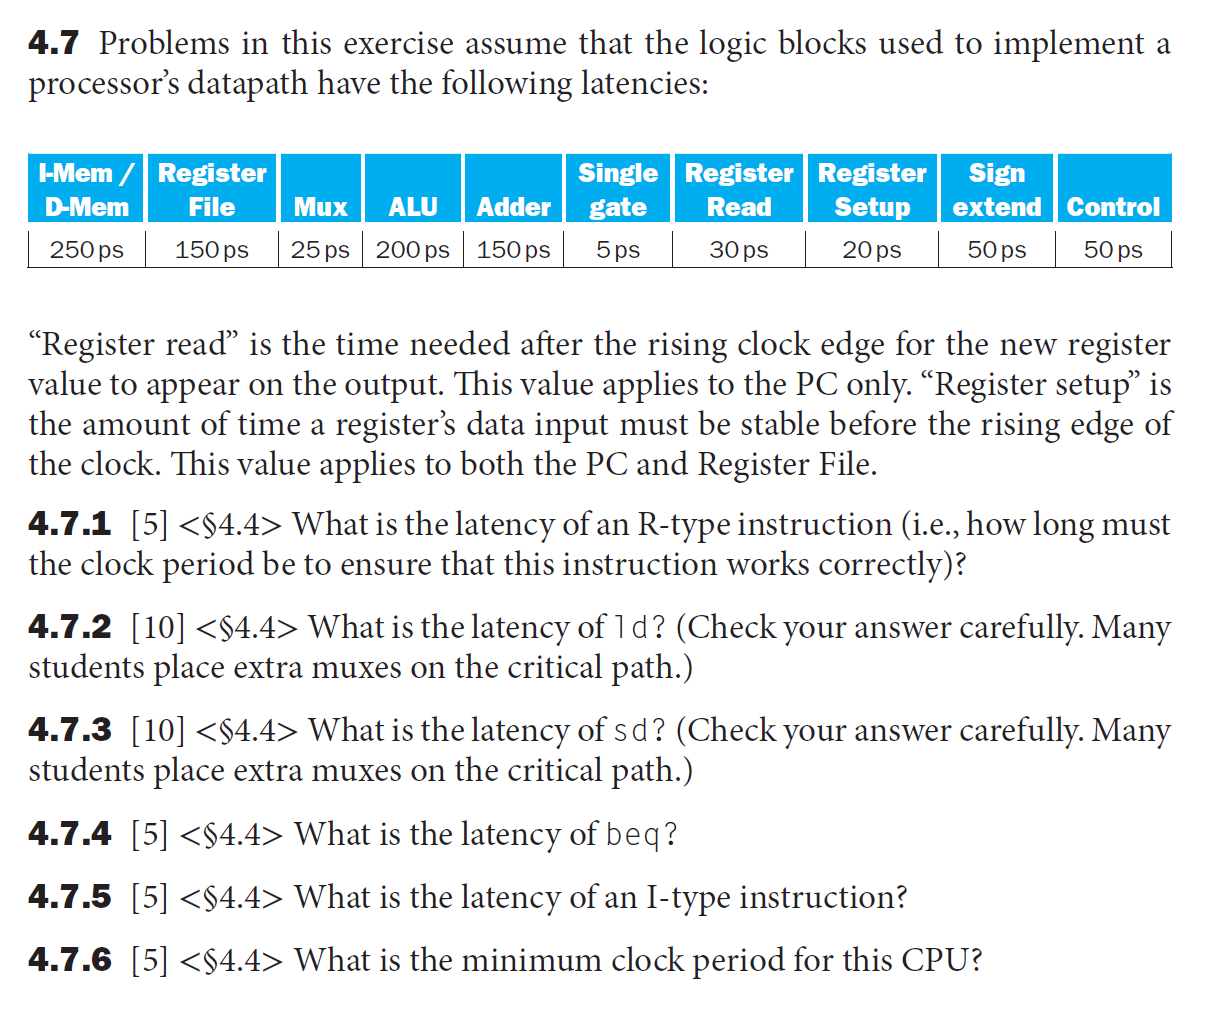 4.7 Problems in this exercise assume that the logic blocks used to implement a
processor’s datapath have the following latencies:
I-Mem / D-Mem Register File Mux ALU Adder Single gate Register Read Register Setup Sign extend Control
250 ps 150 ps 25 ps 200 ps 150 ps 5 ps 30 ps 20 ps 50 ps 50 ps
“Register read” is the time needed after the rising clock edge for the new register
value to appear on the output. This value applies to the PC only. “Register setup” is
the amount of time a register’s data input must be stable before the rising edge of
the clock. This value applies to both the PC and Register File.
4.7.1 [5] <§4.4> What is the latency of an R-type instruction (i.e., how long must
the clock period be to ensure that this instruction works correctly)?
4.7.2 [10] <§4.4> What is the latency of ld? (Check your answer carefully. Many
students place extra muxes on the critical path.)
4.7.3 [10] <§4.4> What is the latency of sd? (Check your answer carefully. Many
students place extra muxes on the critical path.)
4.7.4 [5] <§4.4> What is the latency of beq?
4.7.5 [5] <§4.4> What is the latency of an I-type instruction?
4.7.6 [5] <§4.4> What is the minimum clock period for this CPU?